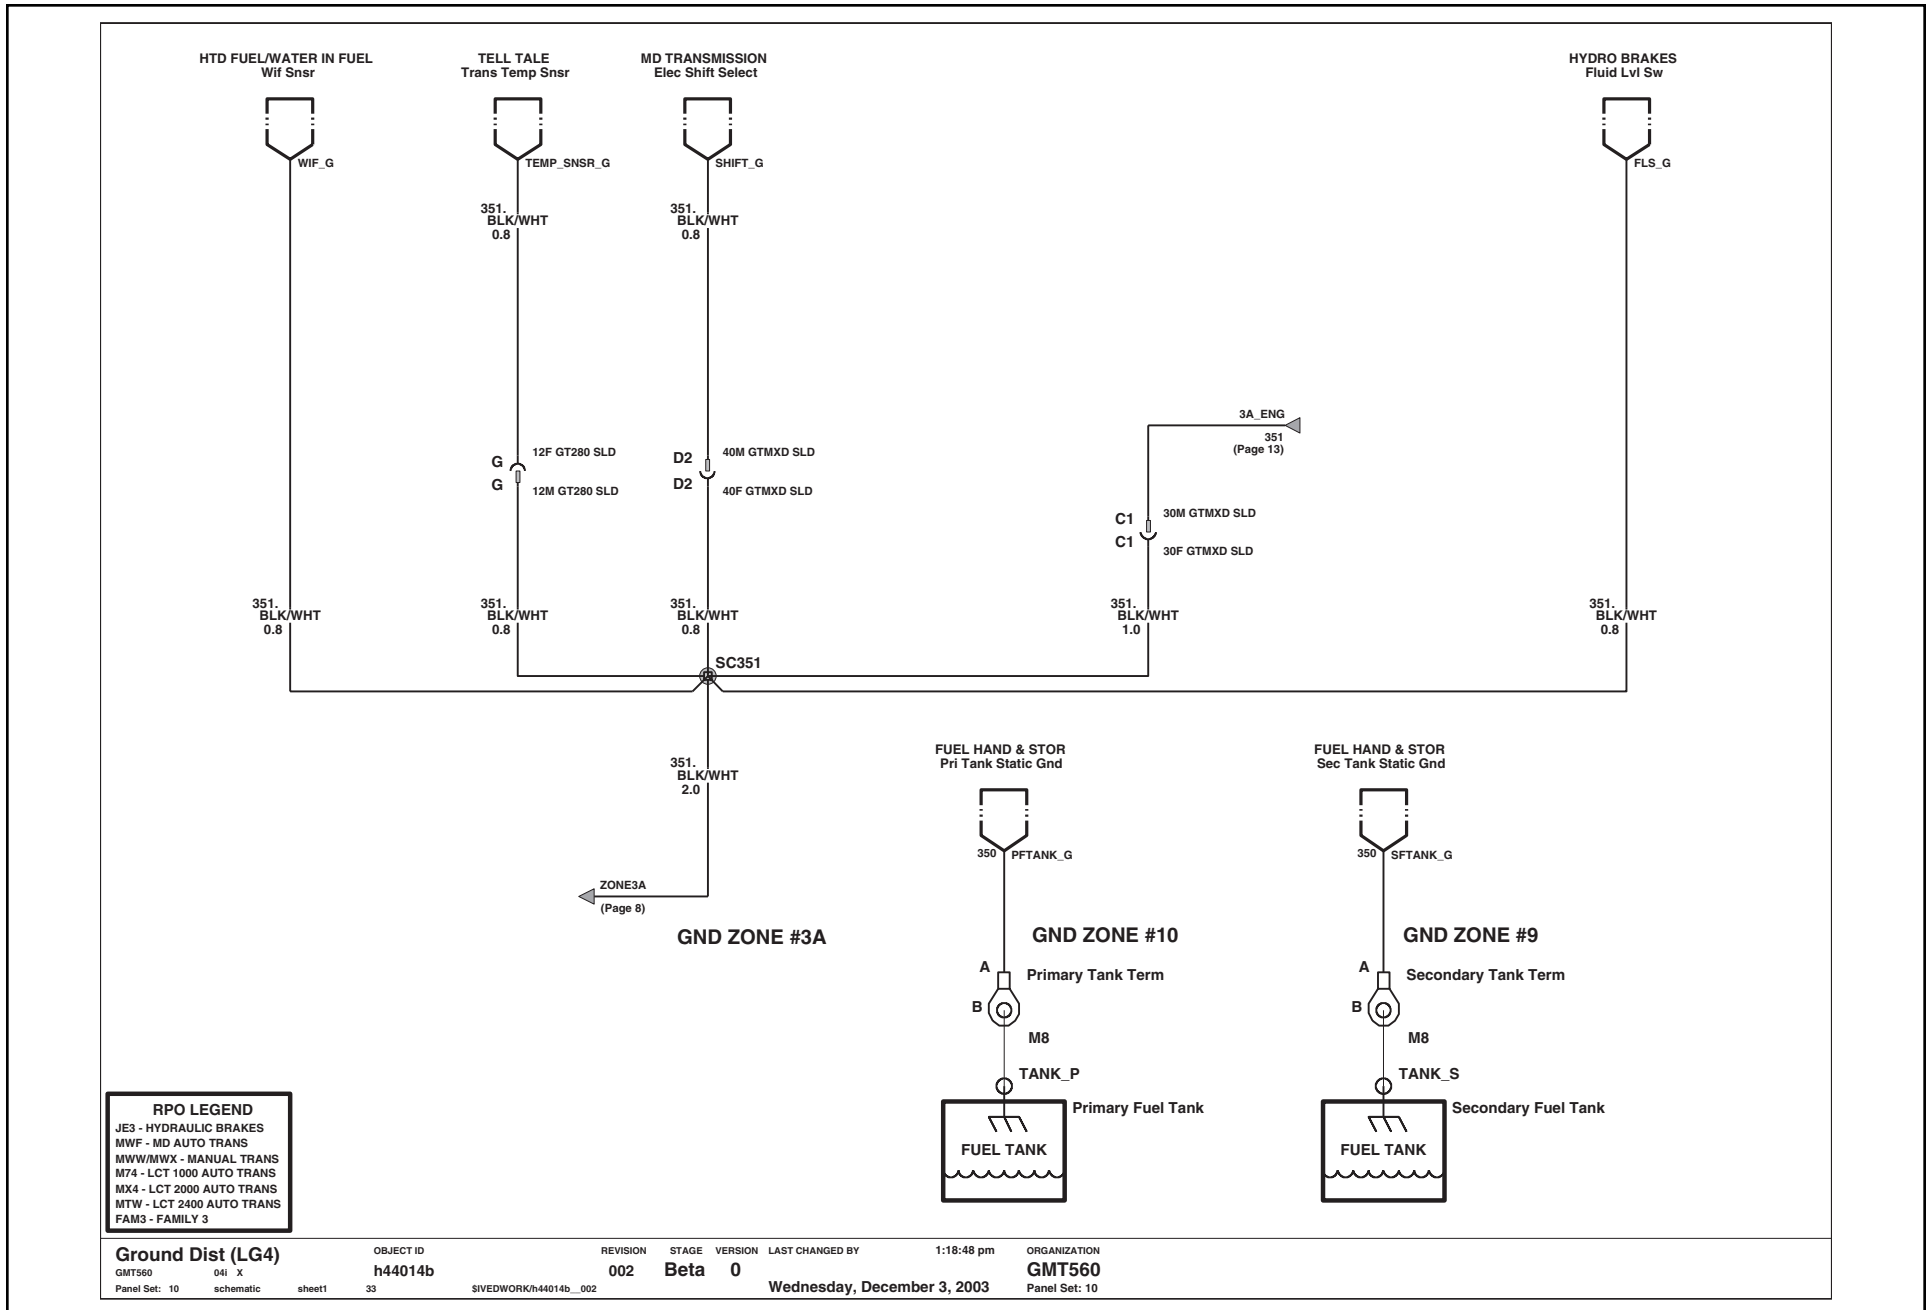 HTD FUEL/WATER IN FUEL
Wif Snsr
TELL TALE
Trans Temp Snsr
MD TRANSMISSION
Elec Shift Select
HYDRO BRAKES
Fluid Lvl Sw
WIF_G
TEMP_SNSR_G
SHIFT_G
FLS_G
351.
BLK/WHT
0.8
351.
BLK/WHT
0.8
3A_ENG
351
(Page 13)
G
12F GT280 SLD
G
12M GT280 SLD
D2
40M GTMXD SLD
D2
40F GTMXD SLD
C1
30M GTMXD SLD
C1
30F GTMXD SLD
351.
BLK/WHT
0.8
351.
BLK/WHT
0.8
351.
BLK/WHT
0.8
351.
BLK/WHT
1.0
351.
BLK/WHT
0.8
SC351
351.
BLK/WHT
2.0
ZONE3A
(Page 8)
GND ZONE #3A
FUEL HAND & STOR
Pri Tank Static Gnd
350
PFTANK_G
GND ZONE #10
A
Primary Tank Term
B
M8
TANK_P
Primary Fuel Tank
FUEL TANK
FUEL HAND & STOR
Sec Tank Static Gnd
350
SFTANK_G
GND ZONE #9
A
Secondary Tank Term
B
M8
TANK_S
Secondary Fuel Tank
FUEL TANK
RPO LEGEND
JE3 - HYDRAULIC BRAKES
MWF - MD AUTO TRANS
MWW/MWX - MANUAL TRANS
M74 - LCT 1000 AUTO TRANS
MX4 - LCT 2000 AUTO TRANS
MTW - LCT 2400 AUTO TRANS
FAM3 - FAMILY 3
Ground Dist (LG4)
GMT560 04i X
Panel Set: 10 schematic sheet1 33 $IVEDWORK/h44014b__002
OBJECT ID
h44014b
REVISION
002
STAGE
Beta
VERSION
0
LAST CHANGED BY
1:18:48 pm
Wednesday, December 3, 2003
ORGANIZATION
GMT560
Panel Set: 10